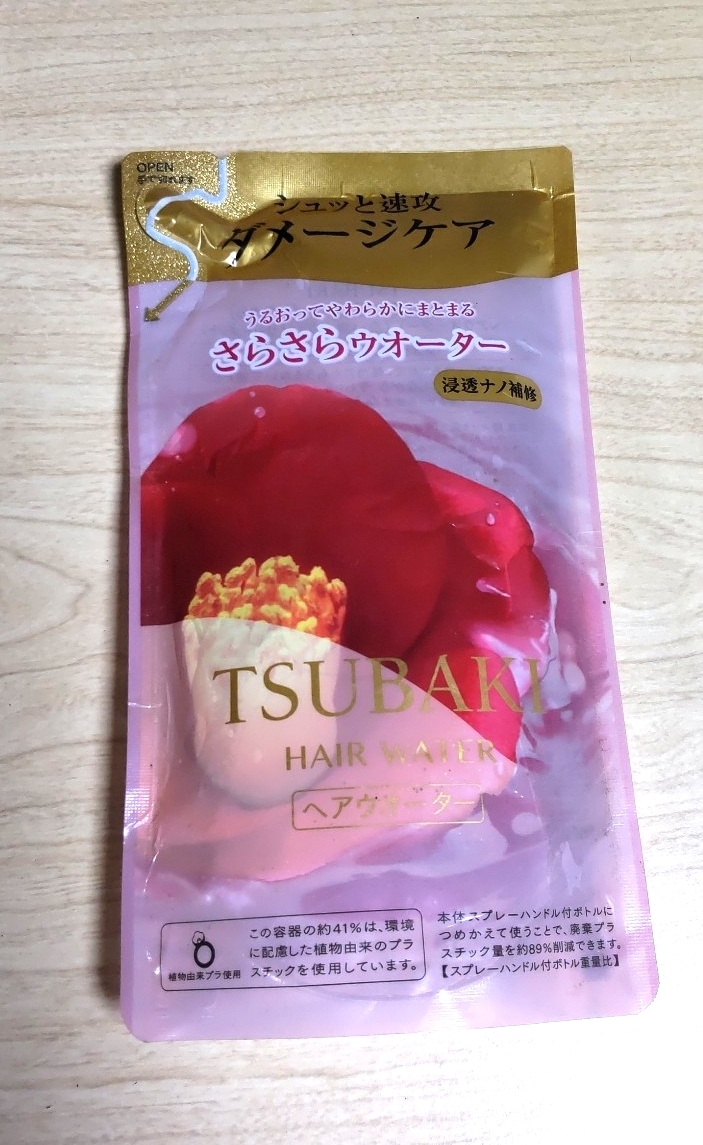 OPEN
手で切れます
シュッと速攻
ダメージケア
うるおってやわらかにまとまる
さらさらウオーター
浸透ナノ補修
TSUBAKI
HAIR WATER
ヘアウオーター
この容器の約41%は、環境
に配慮した植物由来のプラ
スチックを使用しています。
植物由来プラ使用
本体スプレーハンドル付ボトルに
つめかえて使うことで、廃棄プラ
スチック量を約89%削減できます。
【スプレーハンドル付ボトル重量比】